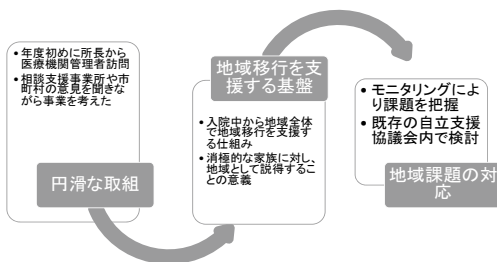 • 年度初めに所長から
医療機関管理者訪問
• 相談支援事業所や市
町村の意見を聞きな
がら事業を考えた
円滑な取組
地域移行を支
援する基盤
• 入院中から地域全体
で地域移行を支援す
る仕組み
• 消極的な家族に対し、
地域として説得するこ
との意義
• モニタリングによ
り課題を把握
• 既存の自立支援
協議会内で検討
地域課題の対
応